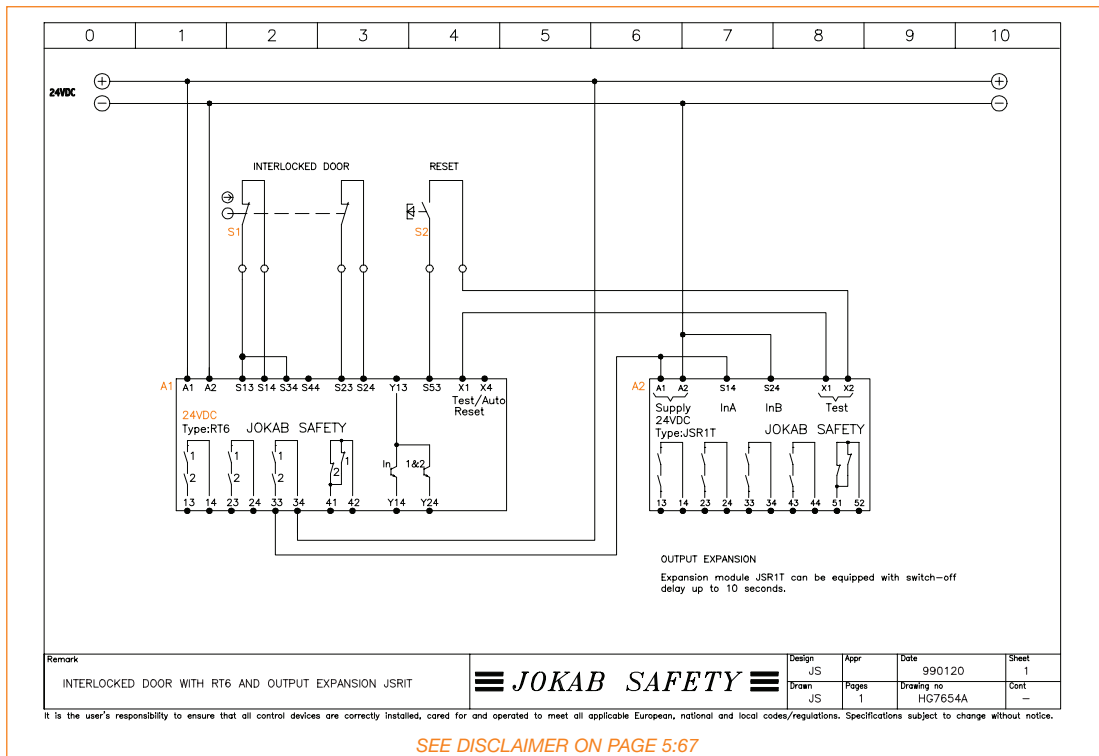 0 1 2 3 4 5 6 7 8 9 10
24VDC
+ +
− −
INTERLOCKED DOOR RESET
S1 S2
A1 A1 A2 S13 S14 S34 S44 S23 S24 Y13 S53 X1 X4
Test/Auto
Reset
24VDC
Type:RT6 JOKAB SAFETY
1 1 1 2 1 In 1&2
2 2 2
13 14 23 24 33 34 41 42 Y14 Y24
A2 A1 A2 S14 S24 X1 X2
Supply InA InB Test
24VDC
Type:JSR1T JOKAB SAFETY
13 14 23 24 33 34 43 44 51 52
OUTPUT EXPANSION
Expansion module JSR1T can be equipped with switch-off
delay up to 10 seconds.
Remark
INTERLOCKED DOOR WITH RT6 AND OUTPUT EXPANSION JSRIT
JOKAB SAFETY
Design Appr Date Sheet
JS 990120 1
Drawn Pages Drawing no Cont
JS 1 HG7654A −
It is the user's responsibility to ensure that all control devices are correctly installed, cared for and operated to meet all applicable European, national and local codes/regulations. Specifications subject to change without notice.
SEE DISCLAIMER ON PAGE 5:67